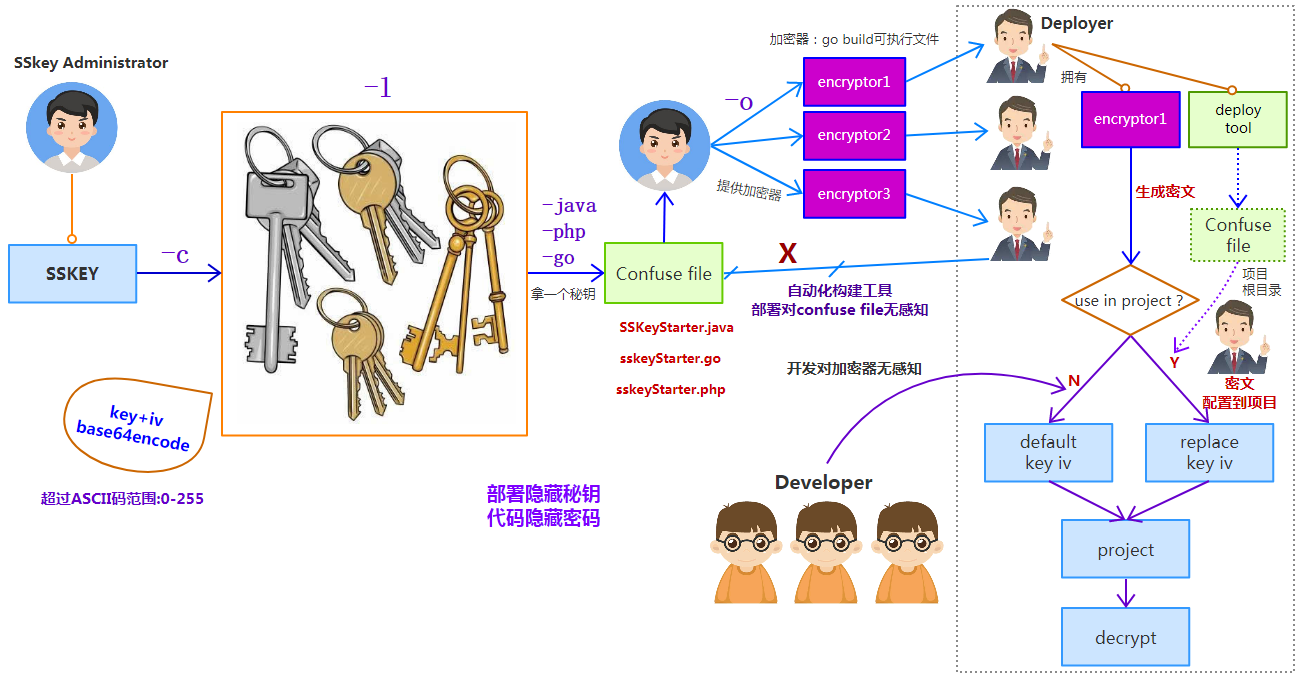 SSkey Administrator
SSKEY
−c
key+iv
base64encode
超过ASCII码范围:0-255
−l
−java
−php
−go
拿一个秘钥
部署隐藏秘钥
代码隐藏密码
Confuse file
SSKeyStarter.java
sskeyStarter.go
sskeyStarter.php
−o
提供加密器
加密器：go build可执行文件
encryptor1
encryptor2
encryptor3
X
自动化构建工具
部署对confuse file无感知
开发对加密器无感知
Developer
Deployer
拥有
encryptor1
deploy
tool
生成密文
Confuse
file
项目
根目录
use in project ?
密文
配置到项目
N
Y
default
key iv
replace
key iv
project
decrypt